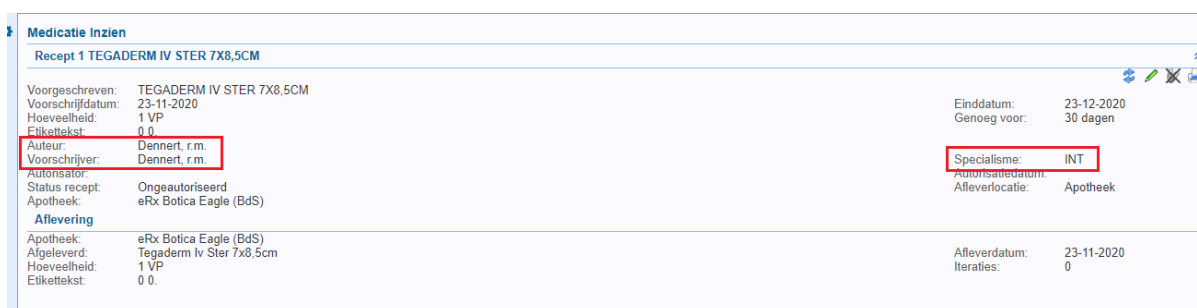 Medicatie Inzien
Recept 1 TEGADERM IV STER 7X8,5CM
Voorgeschreven: TEGADERM IV STER 7X8,5CM
Voorschrijfdatum: 23-11-2020 Einddatum: 23-12-2020
Hoeveelheid: 1 VP Genoeg voor: 30 dagen
Etikettekst: 0 0.
Auteur: Dennert, r.m.
Voorschrijver: Dennert, r.m. Specialisme: INT
Autorisator: Autorisatiedatum:
Status recept: Ongeautoriseerd Afleverlocatie: Apotheek
Apotheek: eRx Botica Eagle (BdS)
Aflevering
Apotheek: eRx Botica Eagle (BdS)
Afgeleverd: Tegaderm Iv Ster 7x8,5cm Afleverdatum: 23-11-2020
Hoeveelheid: 1 VP Iteraties: 0
Etikettekst: 0 0.